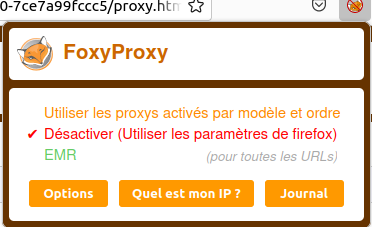 0-7ce7a99fccc5/proxy.htm
FoxyProxy
Utiliser les proxys activés par modèle et ordre
✔ Désactiver (Utiliser les paramètres de firefox)
EMR (pour toutes les URLs)
Options Quel est mon iP ? Journal